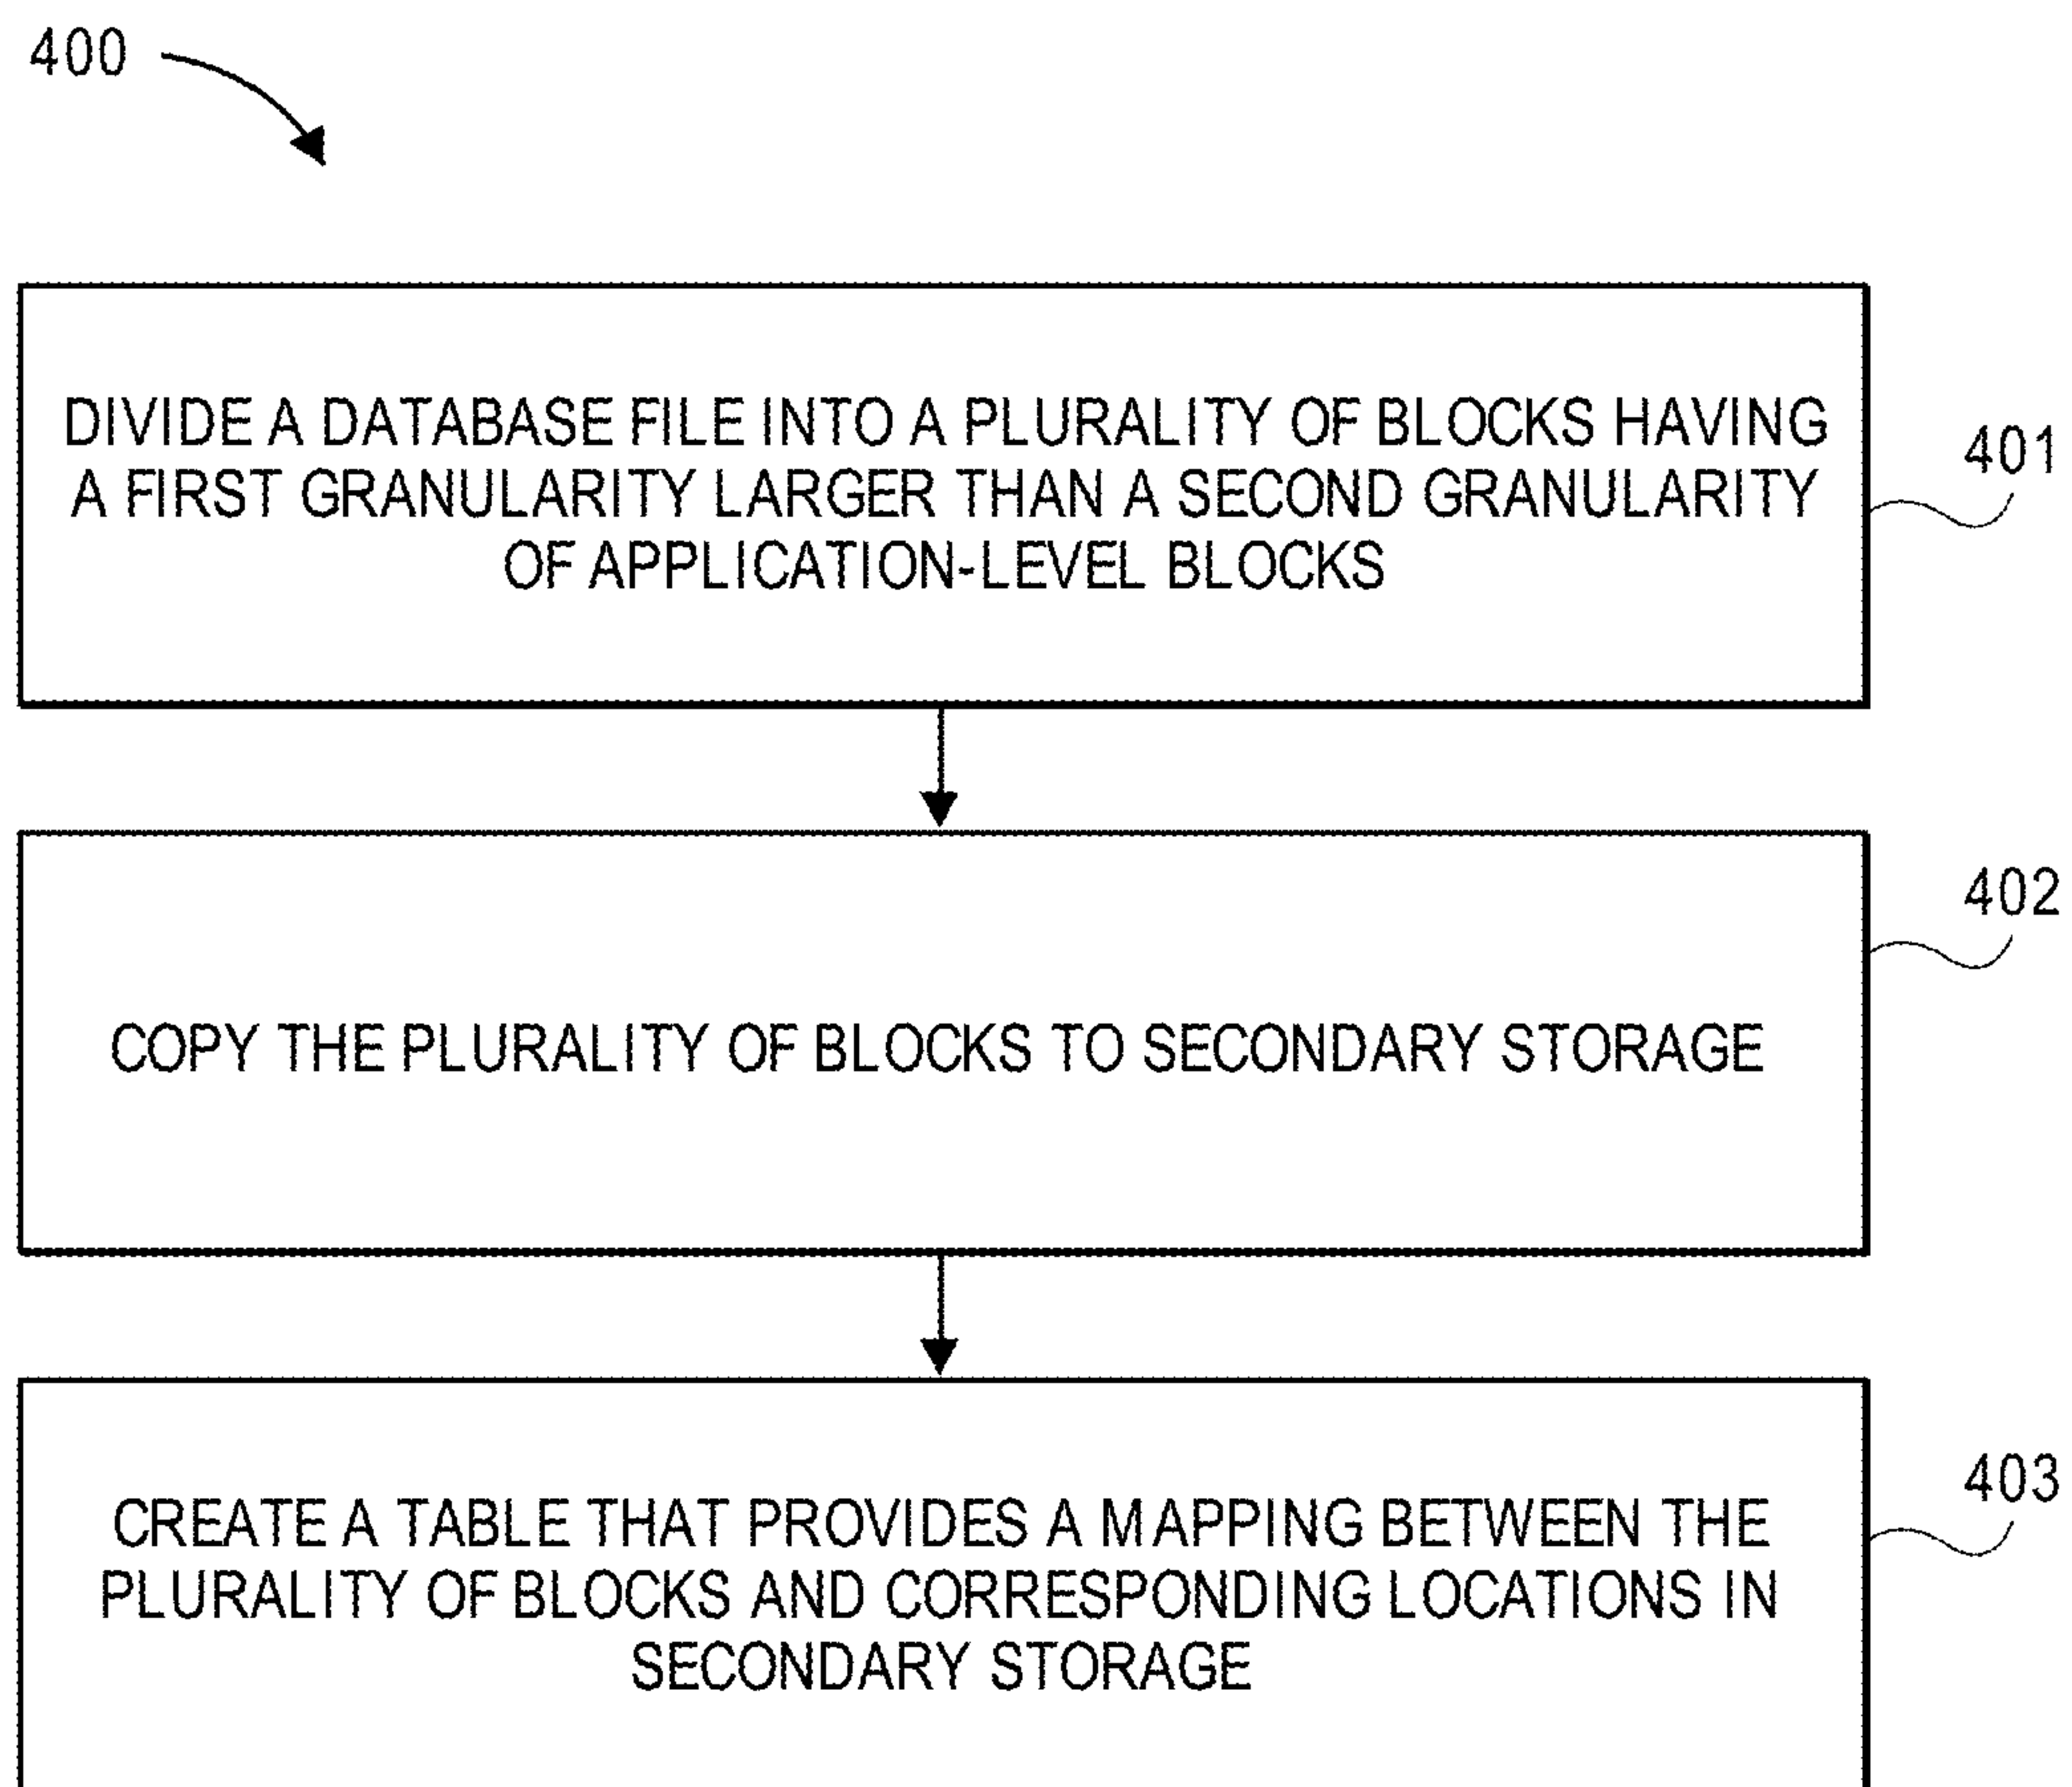 400
DIVIDE A DATABASE FILE INTO A PLURALITY OF BLOCKS HAVING
A FIRST GRANULARITY LARGER THAN A SECOND GRANULARITY
OF APPLICATION-LEVEL BLOCKS
401
COPY THE PLURALITY OF BLOCKS TO SECONDARY STORAGE
402
CREATE A TABLE THAT PROVIDES A MAPPING BETWEEN THE
PLURALITY OF BLOCKS AND CORRESPONDING LOCATIONS IN
SECONDARY STORAGE
403